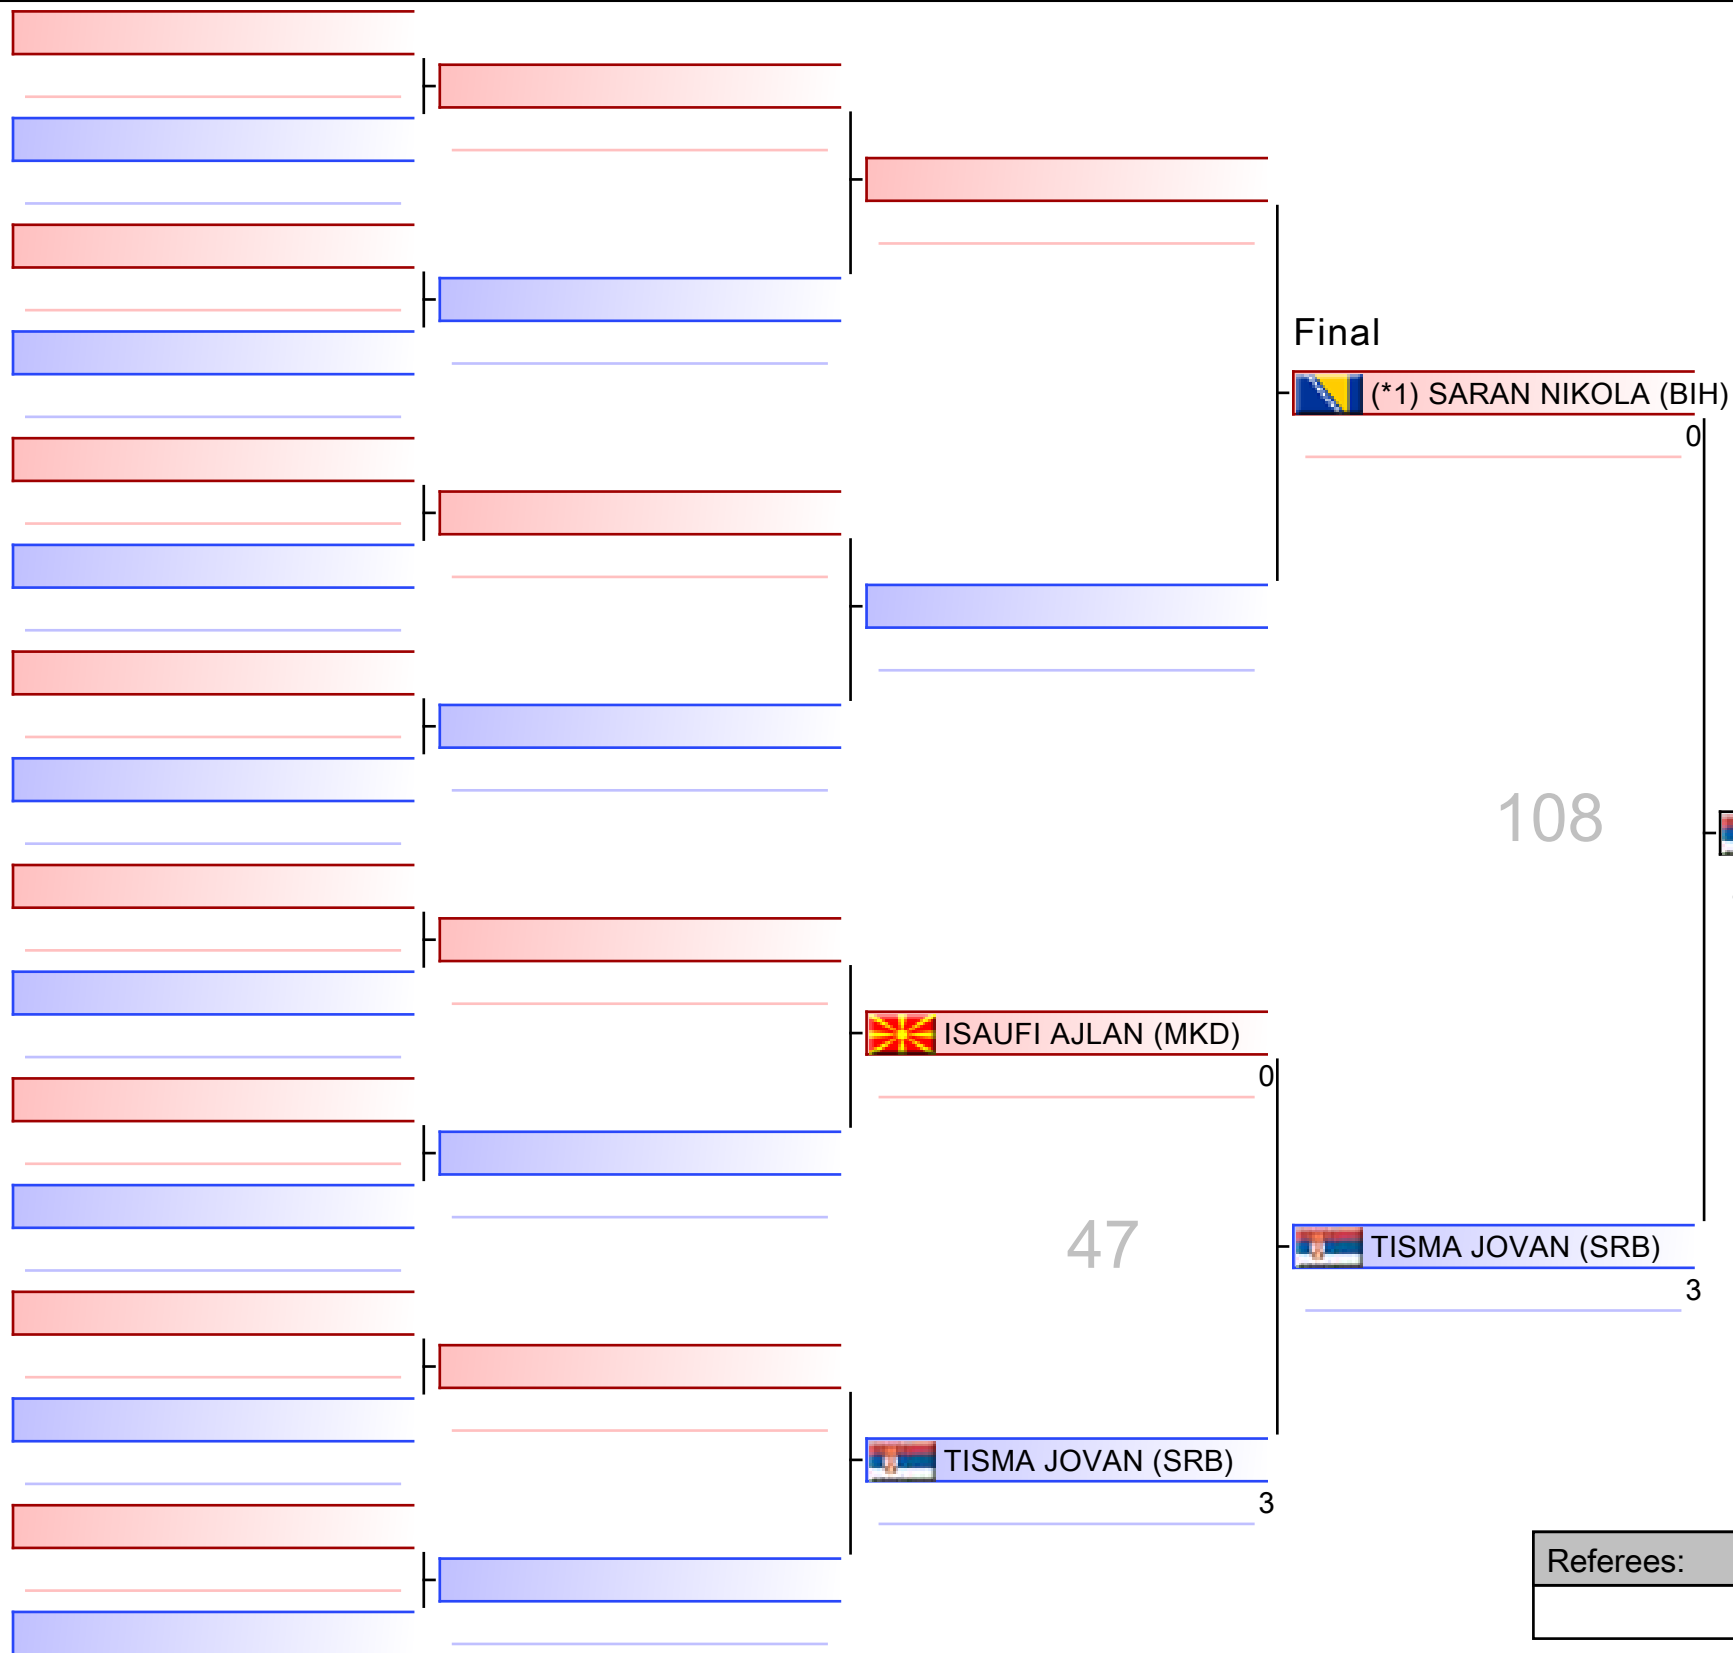 Final
(*1) SARAN NIKOLA (BIH)
0
108
ISAUFI AJLAN (MKD)
0
47
TISMA JOVAN (SRB)
3
TISMA JOVAN (SRB)
3
Referees: